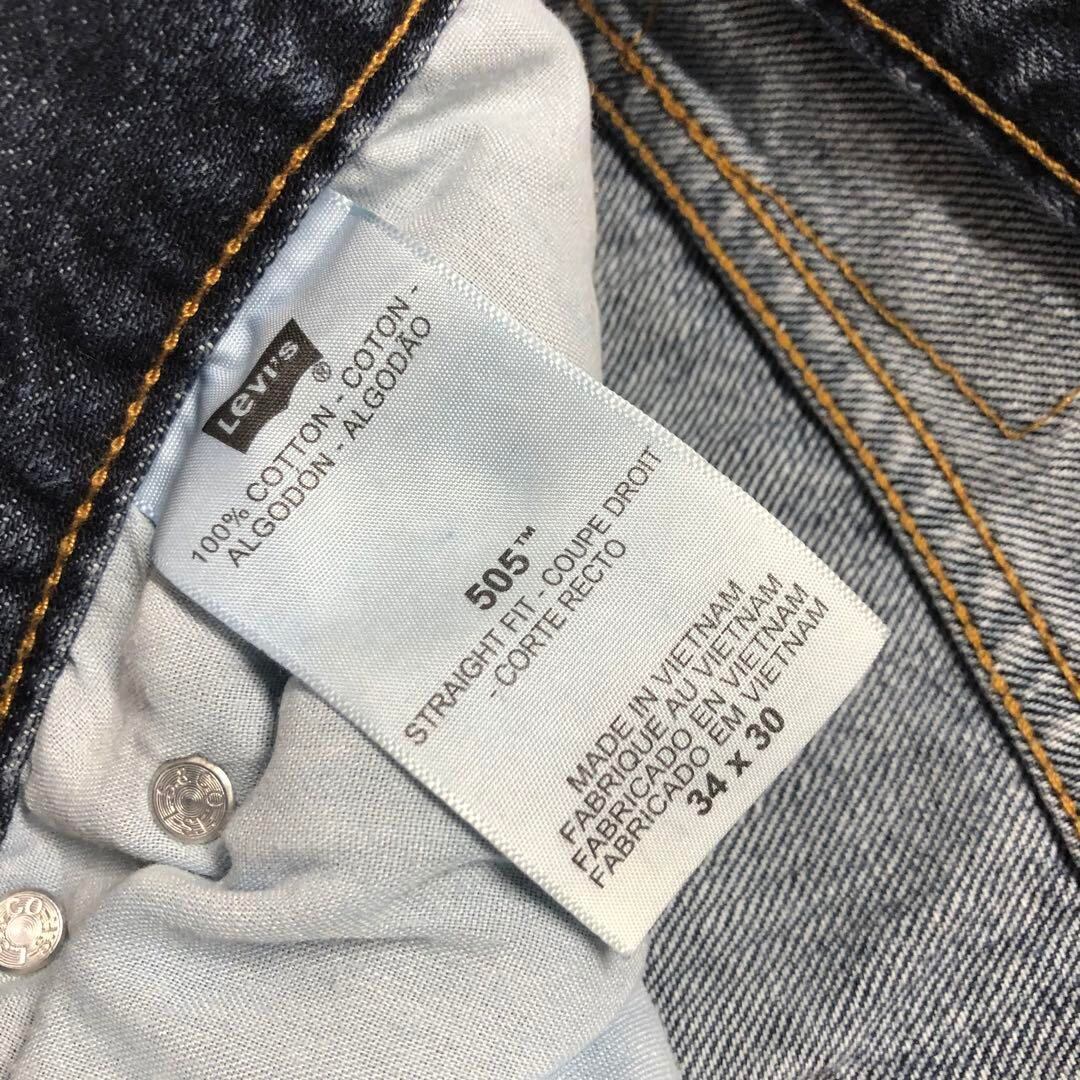 Levi's®
100% COTTON - COTON -
ALGODÓN - ALGODÃO
505™
STRAIGHT FIT - COUPE DROIT
- CORTE RECTO
MADE IN VIETNAM
FABRIQUE AU VIETNAM
FABRICADO EN VIETNAM
FABRICADO EM VIETNAM
34 x 30